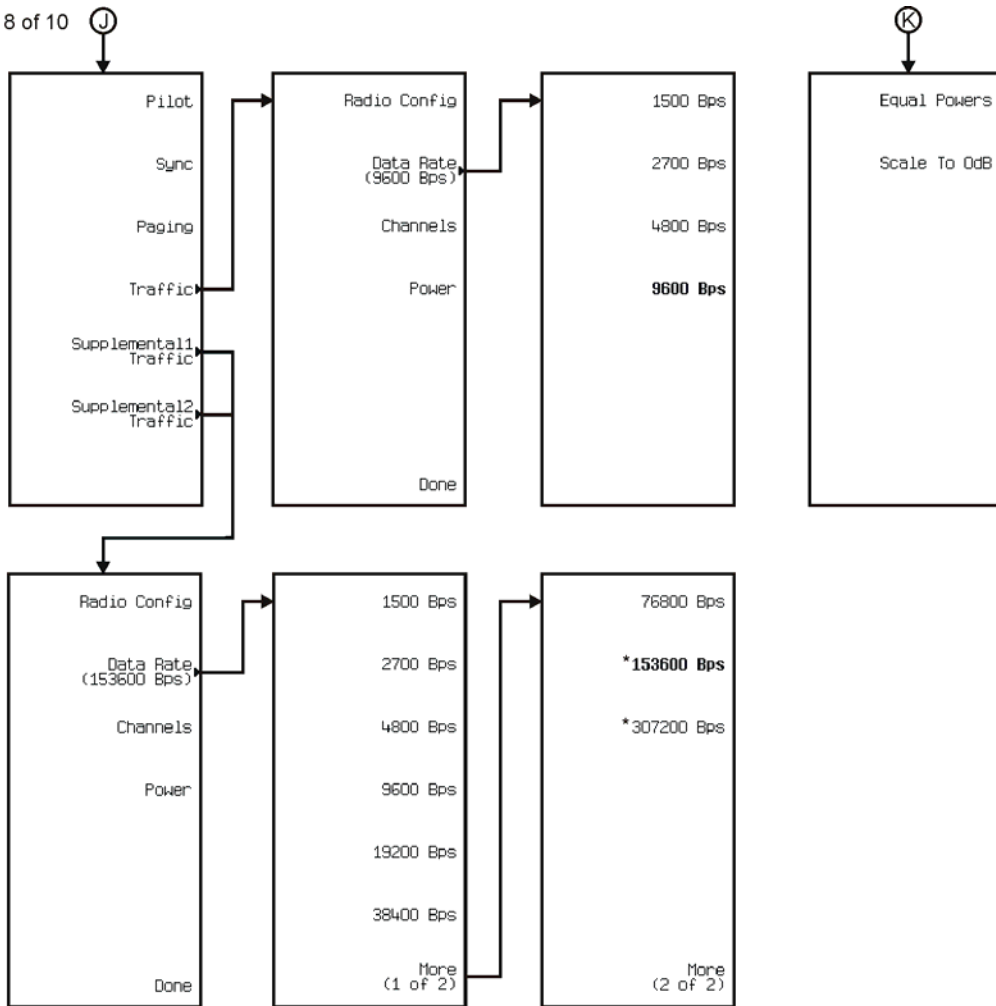 8 of 10
J
K
Pilot
Sync
Paging
Traffic
Supplemental1
Traffic
Supplemental2
Traffic
Radio Config
Data Rate
(9600 Bps)
Channels
Power
Done
1500 Bps
2700 Bps
4800 Bps
9600 Bps
Equal Powers
Scale To 0dB
Radio Config
Data Rate
(153600 Bps)
Channels
Power
Done
1500 Bps
2700 Bps
4800 Bps
9600 Bps
19200 Bps
38400 Bps
More
(1 of 2)
76800 Bps
*153600 Bps
*307200 Bps
More
(2 of 2)